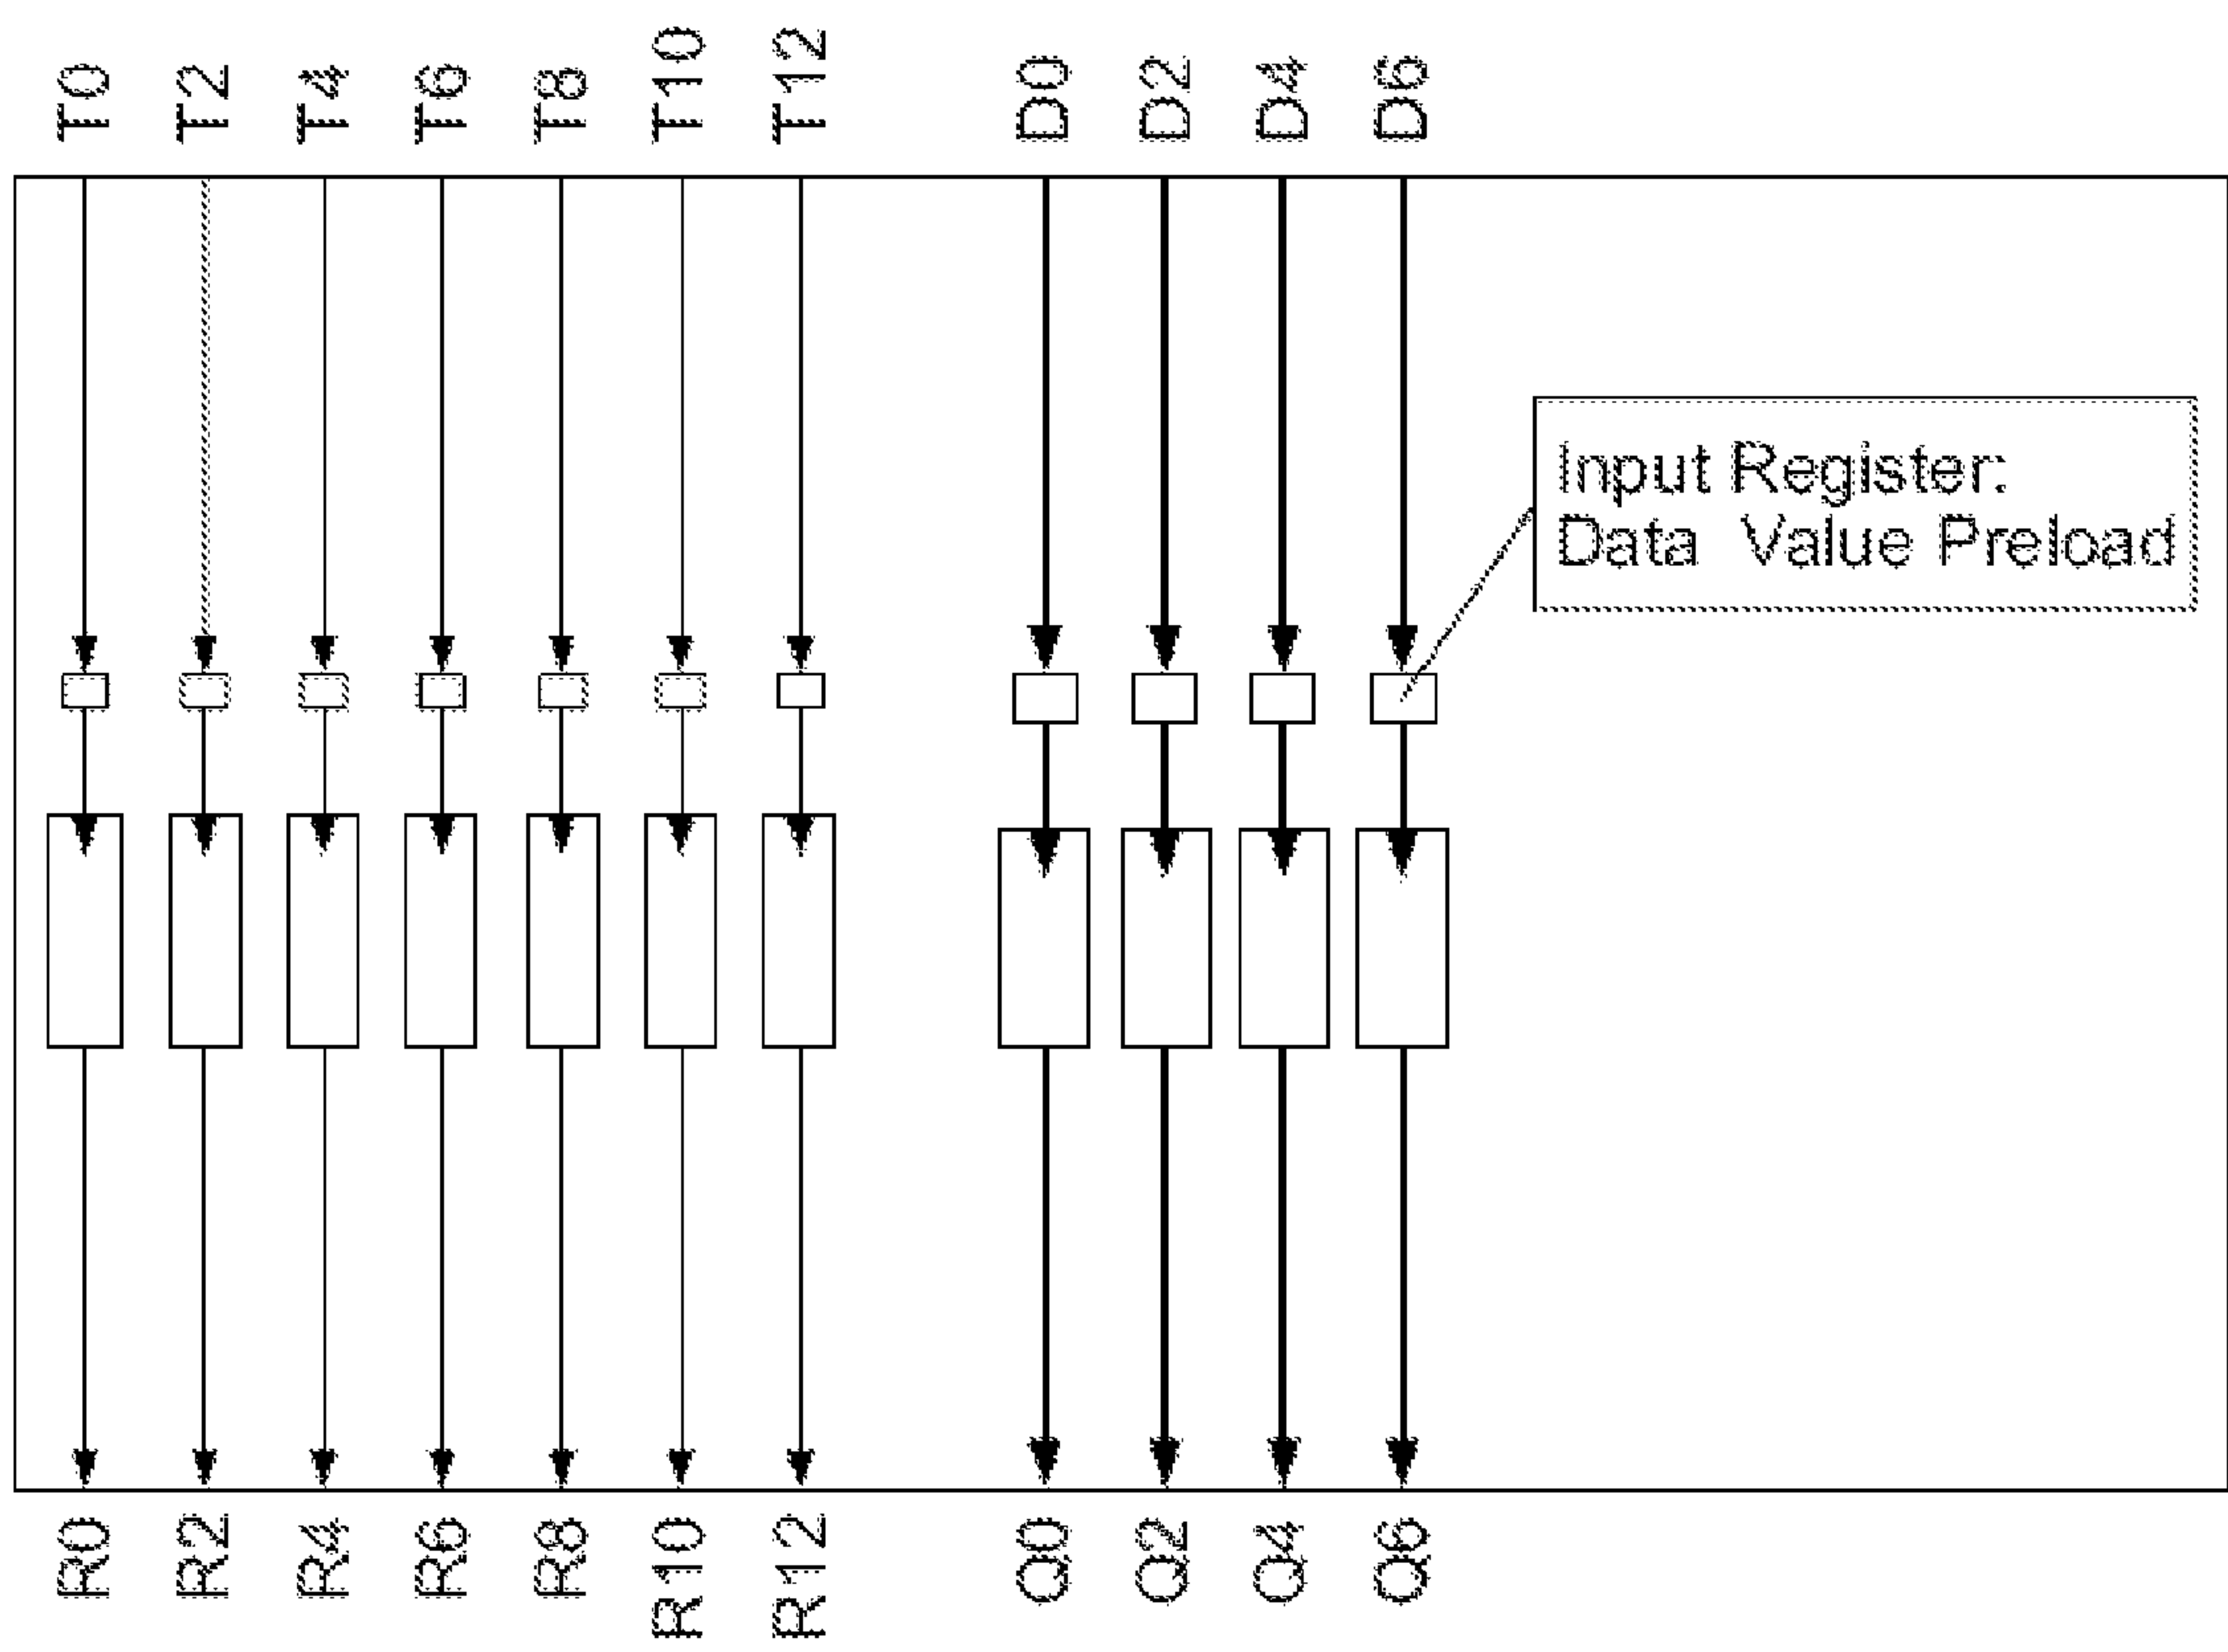 T0
T2
T4
T6
T8
T10
T12
D0
D2
D4
D6
Input Register:
Data Value Preload
R0
R2
R4
R6
R8
R10
R12
Q0
Q2
Q4
Q6